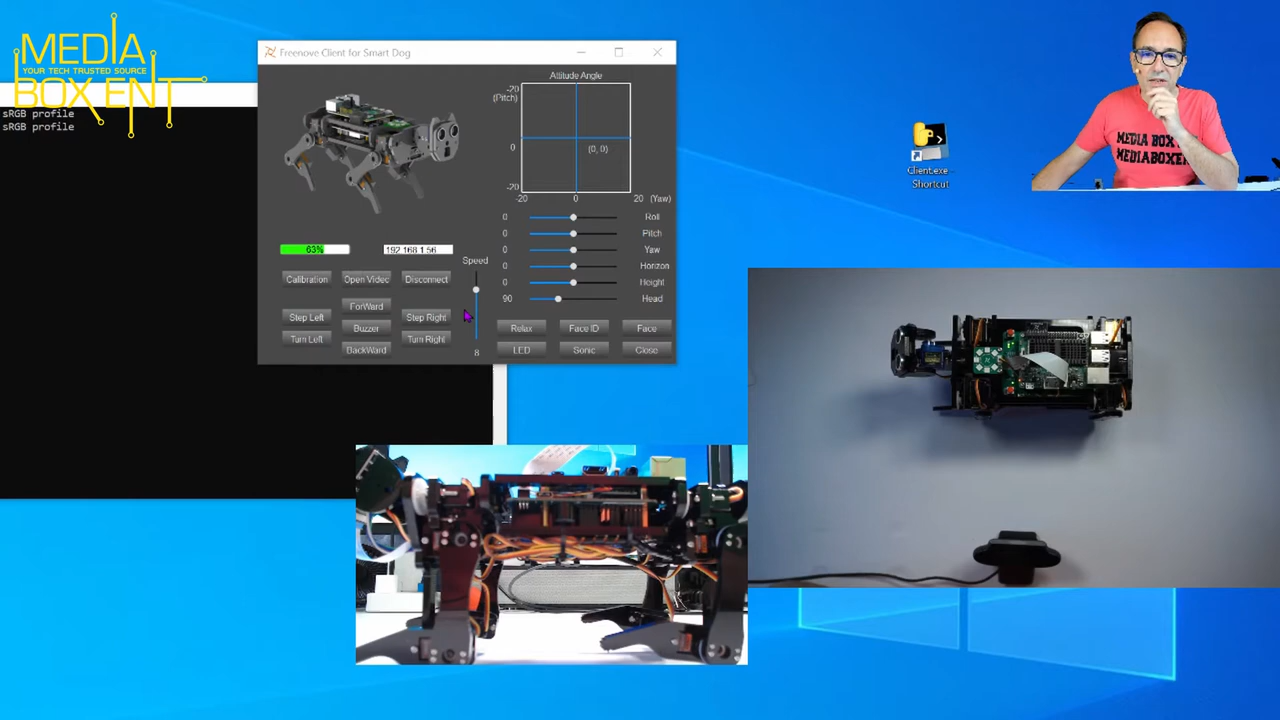 MEDIA
YOUR TECH TRUSTED SOURCE
BOX ENT
sRGB profile
sRGB profile
Freenove Client for Smart Dog
Attitude Angle
-20
(Pitch)
0
(0, 0)
-20
-20
0
20
(Yaw)
0
Roll
0
Pitch
0
Yaw
0
Horizon
0
Height
90
Head
63%
192.168.1.56
Speed
8
Calibration
Open Video
Disconnect
ForWard
Step Left
Step Right
Buzzer
Turn Left
Turn Right
BackWard
Relax
Face ID
Face
LED
Sonic
Close
Client.exe -
Shortcut
MEDIA BOX
MEDIABOXEN